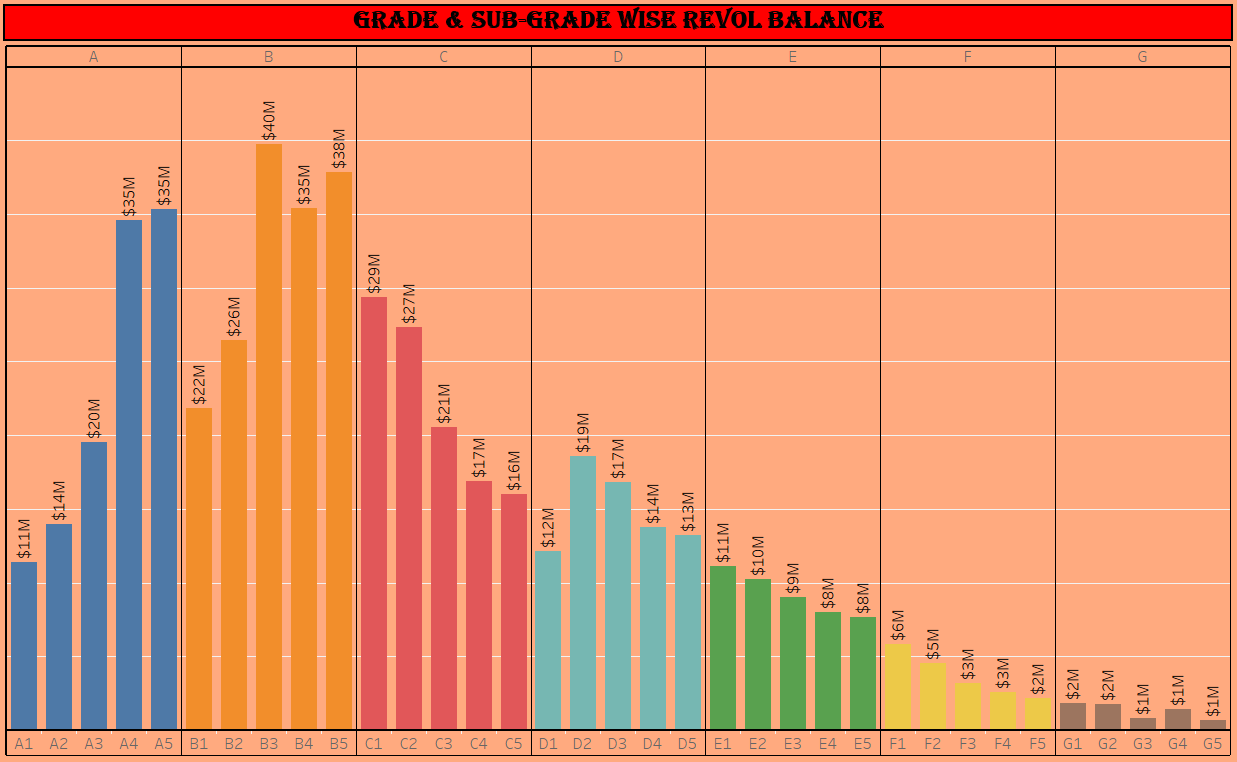 GRADE & SUB-GRADE WISE REVOL BALANCE
A B C D E F G
$11M $14M $20M $35M $35M $22M $26M $40M $35M $38M $29M $27M $21M $17M $16M $12M $19M $17M $14M $13M $11M $10M $9M $8M $8M $6M $5M $3M $3M $2M $2M $2M $1M $1M $1M
A1 A2 A3 A4 A5 B1 B2 B3 B4 B5 C1 C2 C3 C4 C5 D1 D2 D3 D4 D5 E1 E2 E3 E4 E5 F1 F2 F3 F4 F5 G1 G2 G3 G4 G5